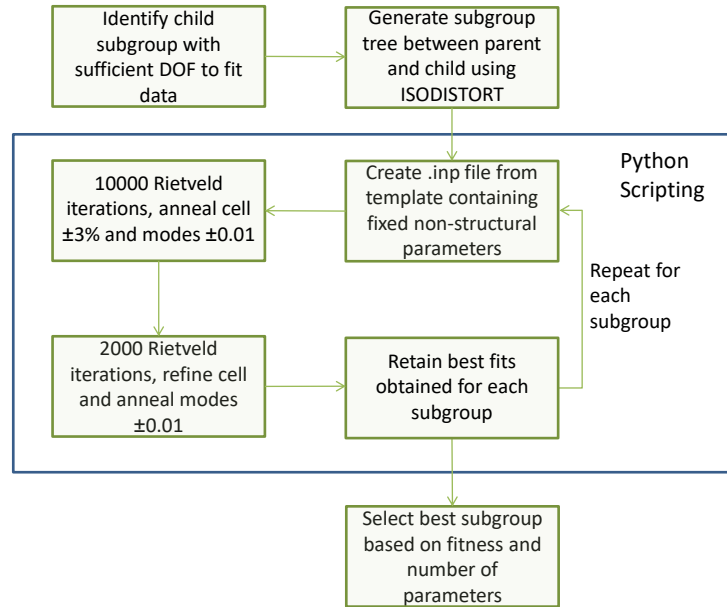 Identify child
subgroup with
sufficient DOF to fit
data
Generate subgroup
tree between parent
and child using
ISODISTORT
Python
Scripting
Create .inp file from
template containing
fixed non-structural
parameters
10000 Rietveld
iterations, anneal cell
±3% and modes ±0.01
2000 Rietveld
iterations, refine cell
and anneal modes
±0.01
Retain best fits
obtained for each
subgroup
Repeat for
each
subgroup
Select best subgroup
based on fitness and
number of
parameters